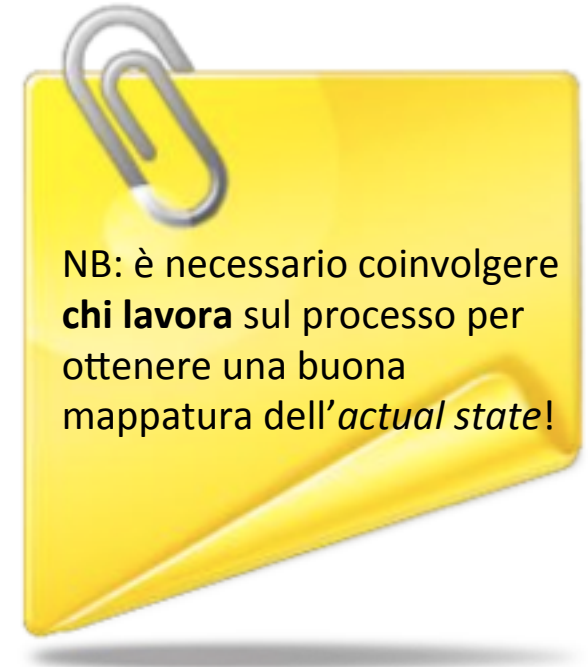 NB: è necessario coinvolgere
chi lavora sul processo per
ottenere una buona
mappatura dell’actual state!